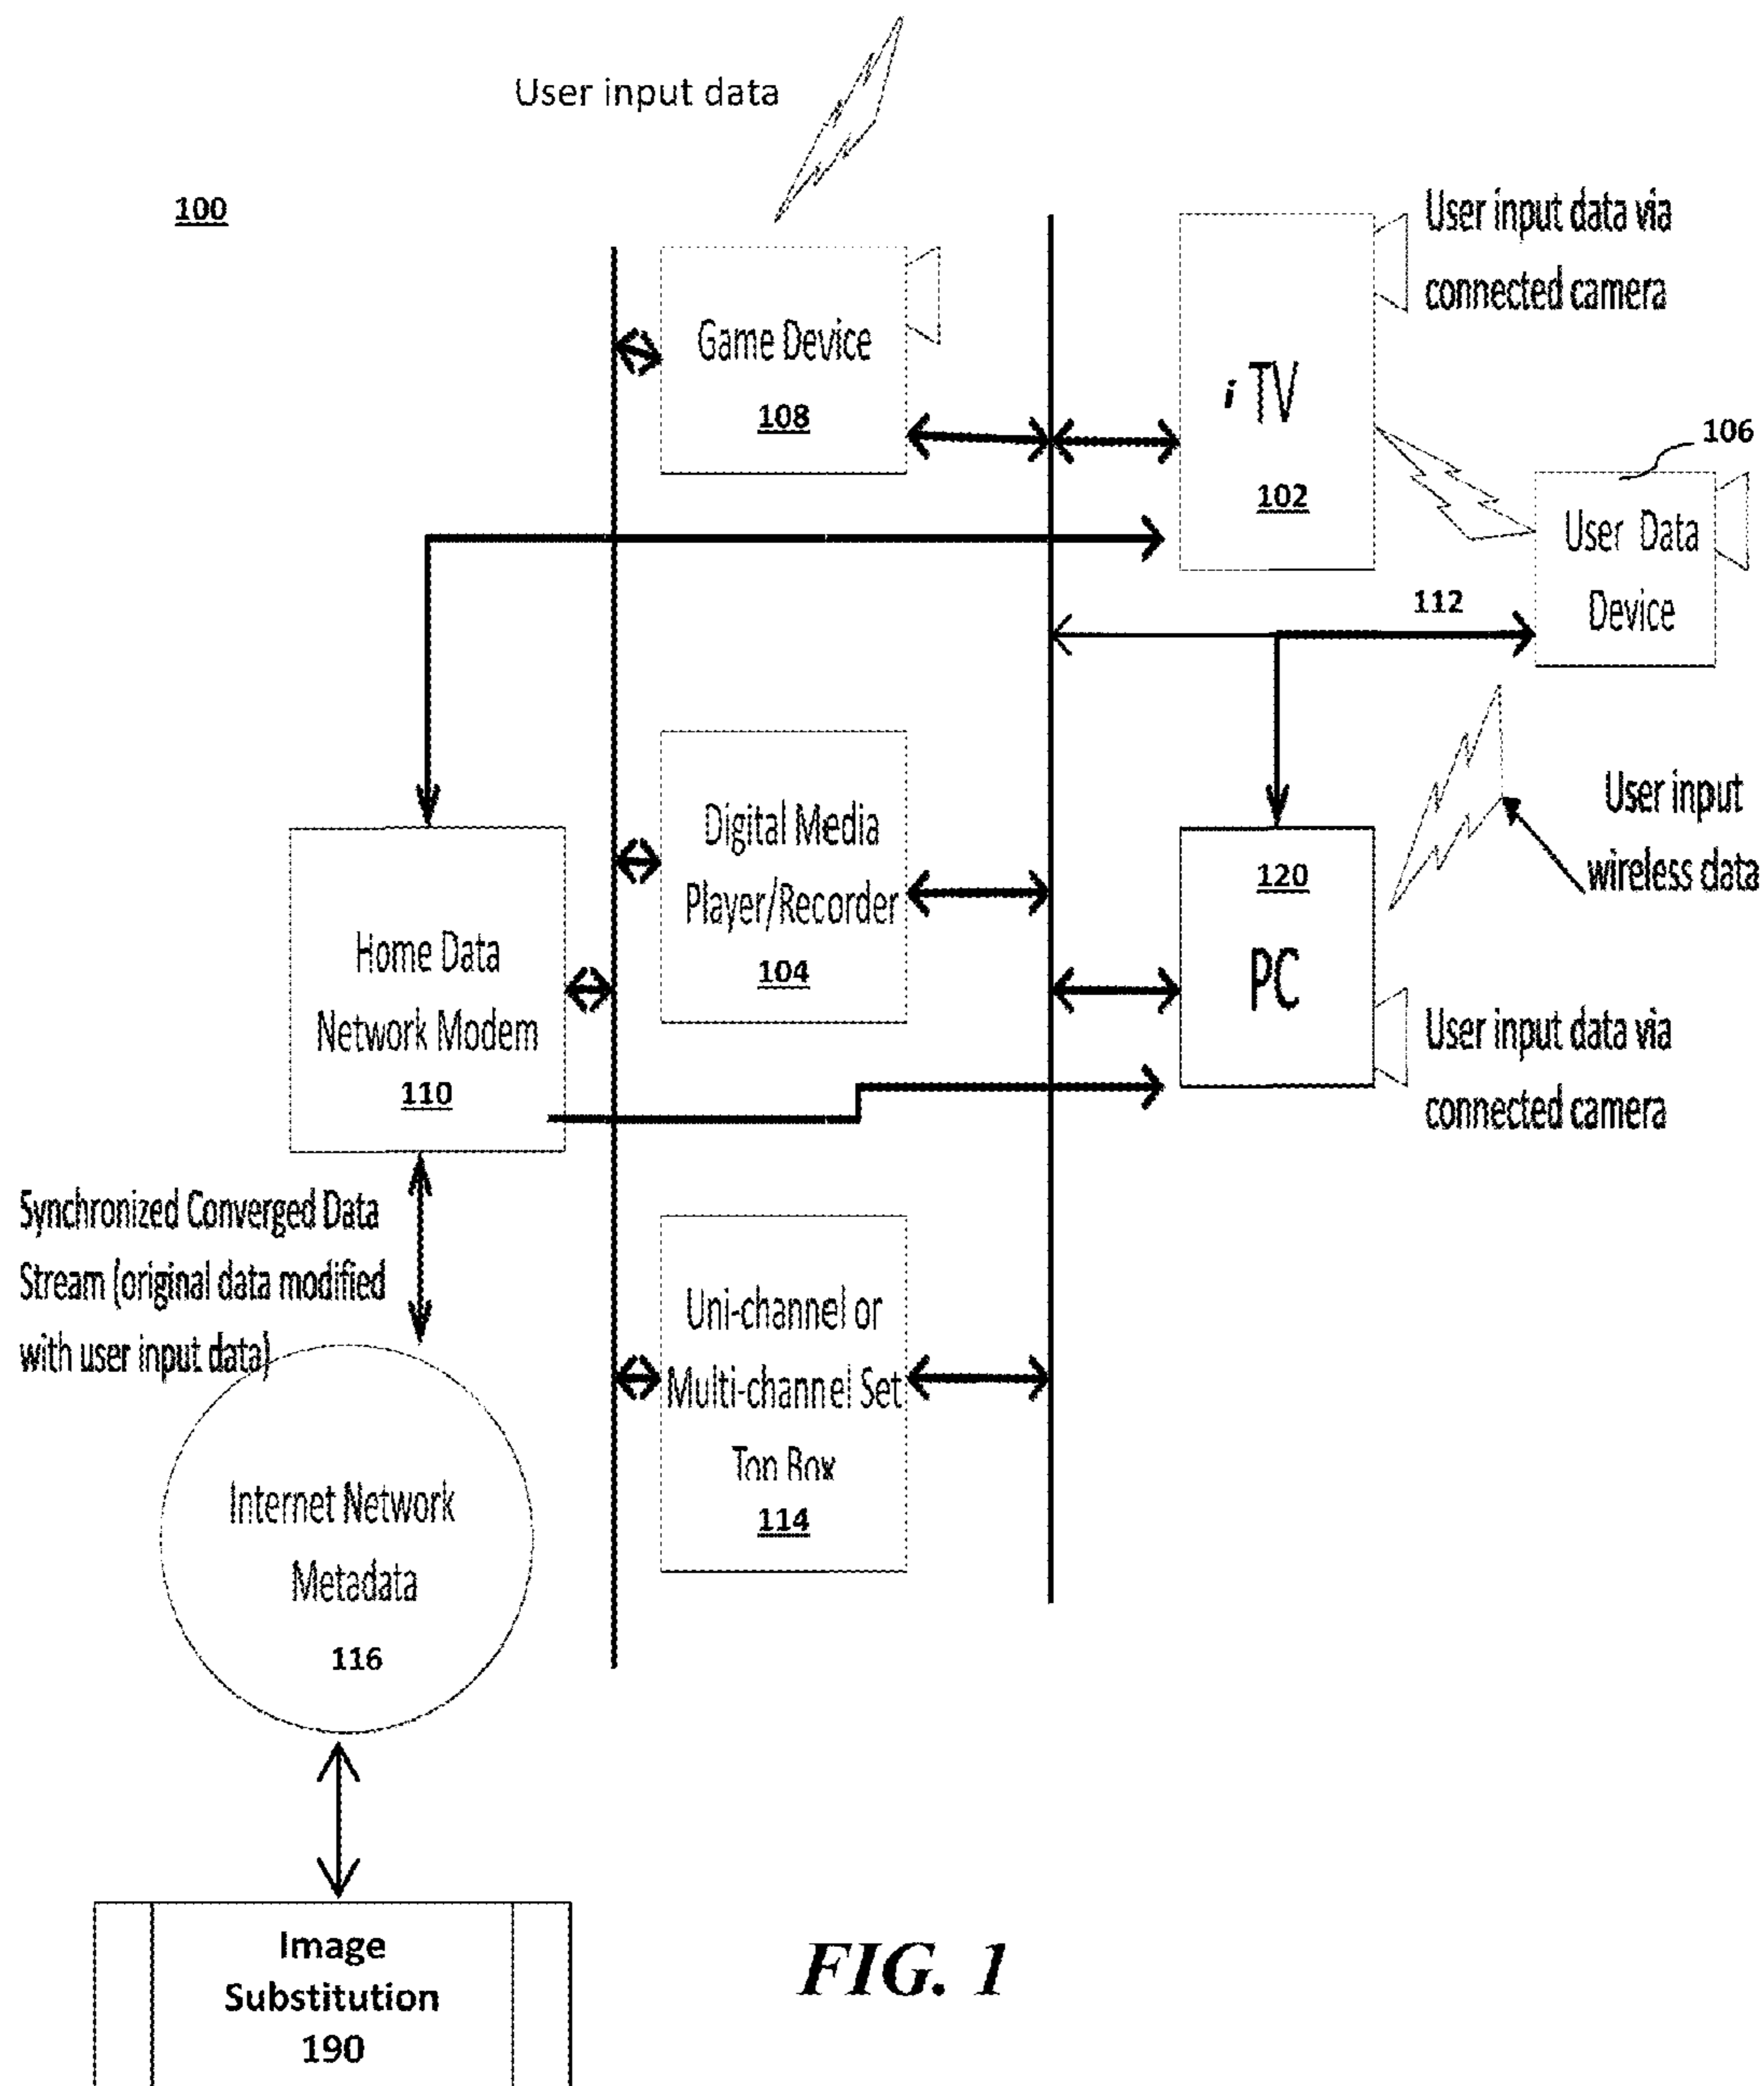 User input data
100
User input data via
connected camera
Game Device
108
i TV
102
106
User Data
Device
112
Digital Media
Player/Recorder
104
User input
wireless data
120
PC
Home Data
Network Modem
110
User input data via
connected camera
Synchronized Converged Data
Stream (original data modified
with user input data)
Uni-channel or
Multi-channel Set
Top Box
114
Internet Network
Metadata
116
Image
Substitution
190
FIG. 1